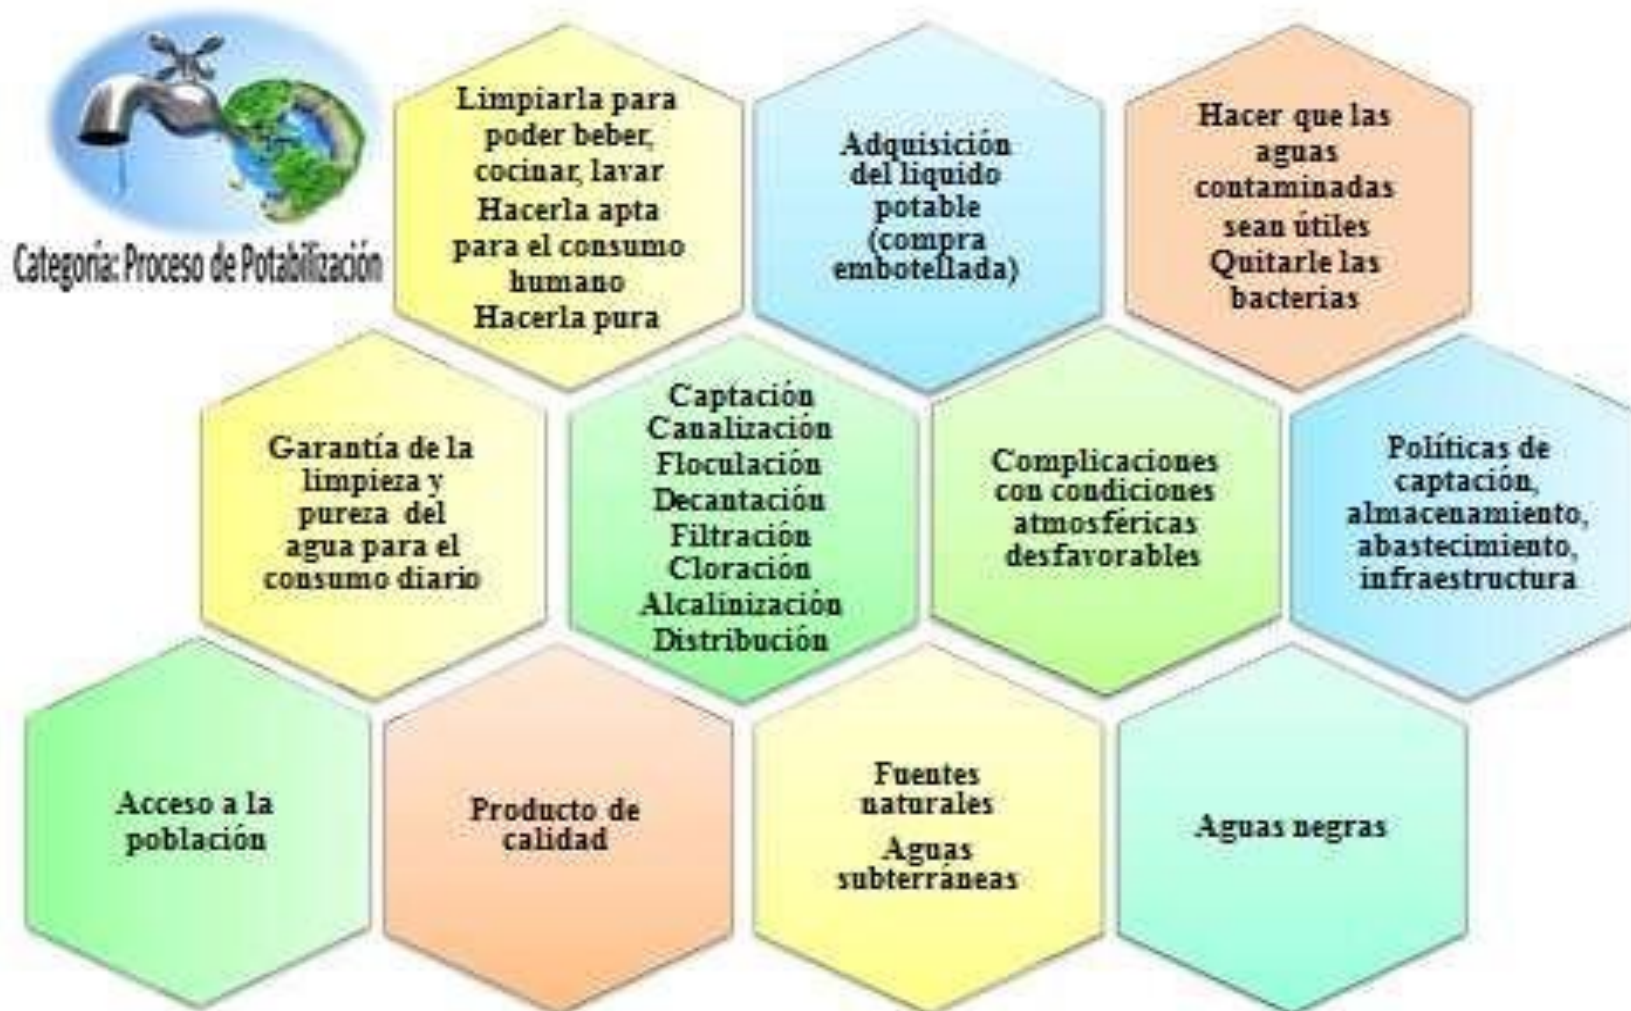 Categoría: Proceso de Potabilización
Limpiarla para
poder beber,
cocinar, lavar
Hacerla apta
para el consumo
humano
Hacerla pura
Adquisición
del liquido
potable
(compra
embotellada)
Hacer que las
aguas
contaminadas
sean útiles
Quitarle las
bacterias
Garantía de la
limpieza y
pureza del
agua para el
consumo diario
Captación
Canalización
Floculación
Decantación
Filtración
Cloración
Alcalinización
Distribución
Complicaciones
con condiciones
atmosféricas
desfavorables
Políticas de
captación,
almacenamiento,
abastecimiento,
infraestructura
Acceso a la
población
Producto de
calidad
Fuentes
naturales
Aguas
subterráneas
Aguas negras